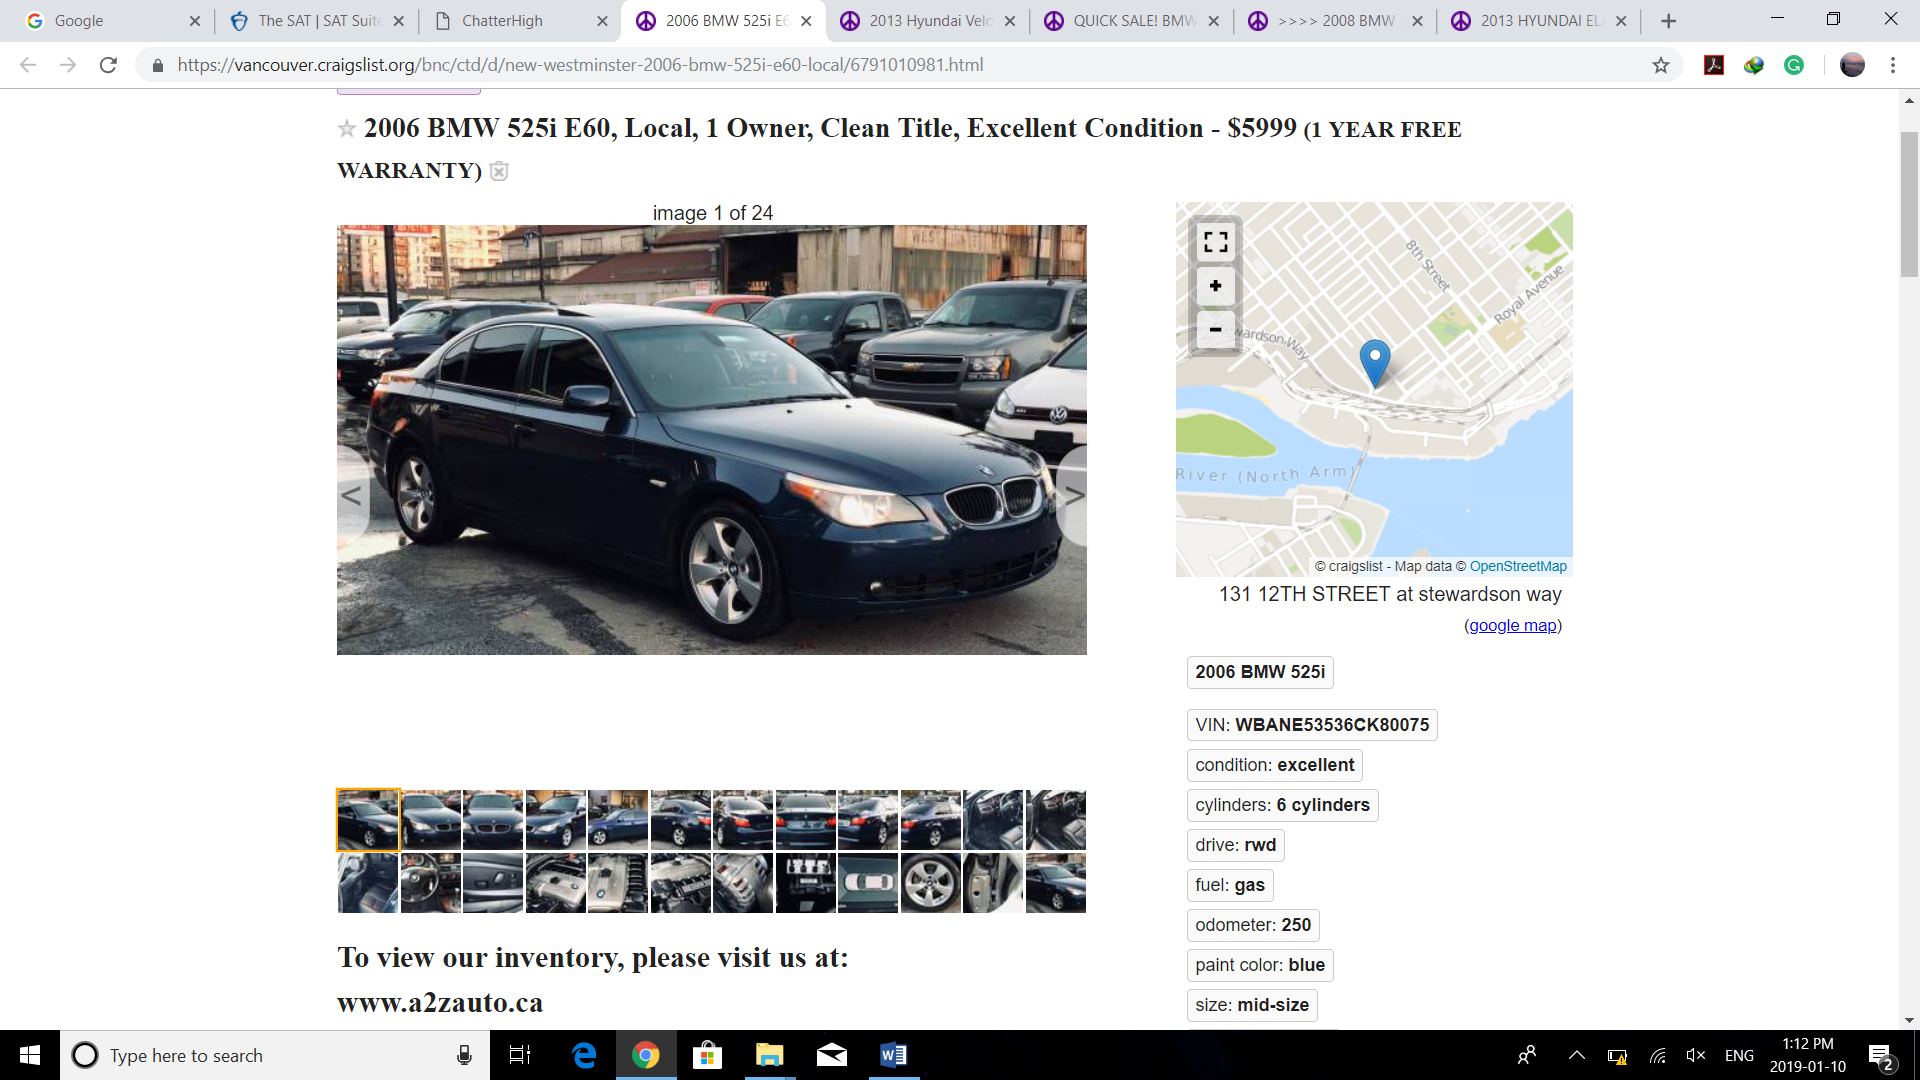 Google
The SAT | SAT Suite
ChatterHigh
2006 BMW 525i E6
2013 Hyundai Velo
QUICK SALE! BMW
>>>> 2008 BMW
2013 HYUNDAI EL
https://vancouver.craigslist.org/bnc/ctd/d/new-westminster-2006-bmw-525i-e60-local/6791010981.html
2006 BMW 525i E60, Local, 1 Owner, Clean Title, Excellent Condition - $5999 (1 YEAR FREE
WARRANTY)
image 1 of 24
<
>
8th Street
Royal Avenue
wardson Way
River (North Arm)
+
-
© craigslist - Map data © OpenStreetMap
131 12TH STREET at stewardson way
(google map)
2006 BMW 525i
VIN: WBANE53536CK80075
condition: excellent
cylinders: 6 cylinders
drive: rwd
fuel: gas
odometer: 250
paint color: blue
size: mid-size
To view our inventory, please visit us at:
www.a2zauto.ca
Type here to search
ENG
1:12 PM
2019-01-10
2